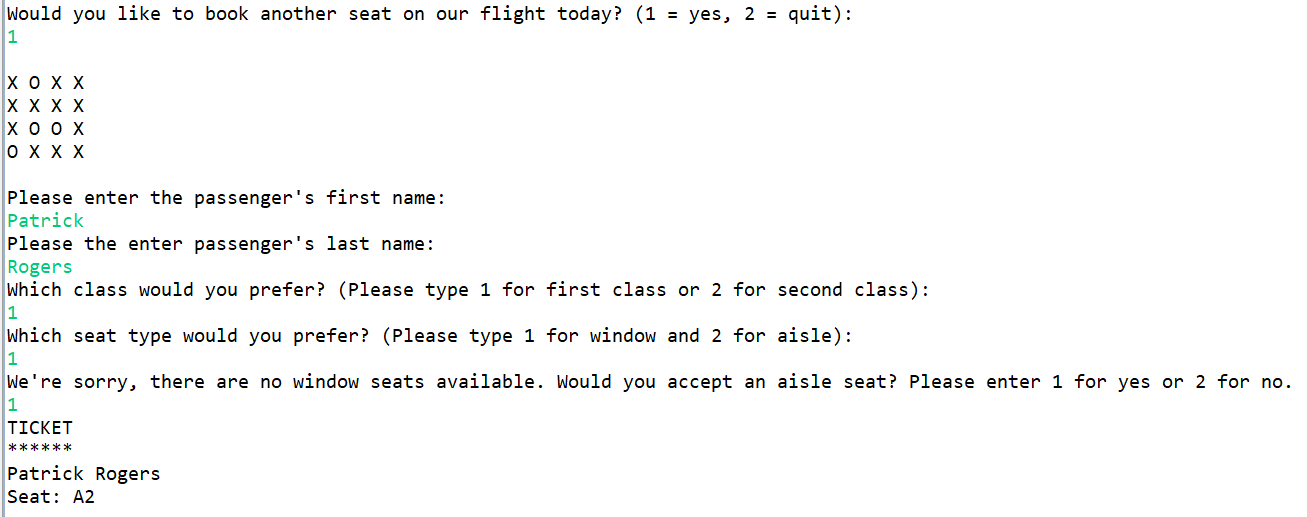 Would you like to book another seat on our flight today? (1 = yes, 2 = quit):
1
X O X X
X X X X
X O O X
O X X X
Please enter the passenger's first name:
Patrick
Please the enter passenger's last name:
Rogers
Which class would you prefer? (Please type 1 for first class or 2 for second class):
1
Which seat type would you prefer? (Please type 1 for window and 2 for aisle):
1
We're sorry, there are no window seats available. Would you accept an aisle seat? Please enter 1 for yes or 2 for no.
1
TICKET
******
Patrick Rogers
Seat: A2